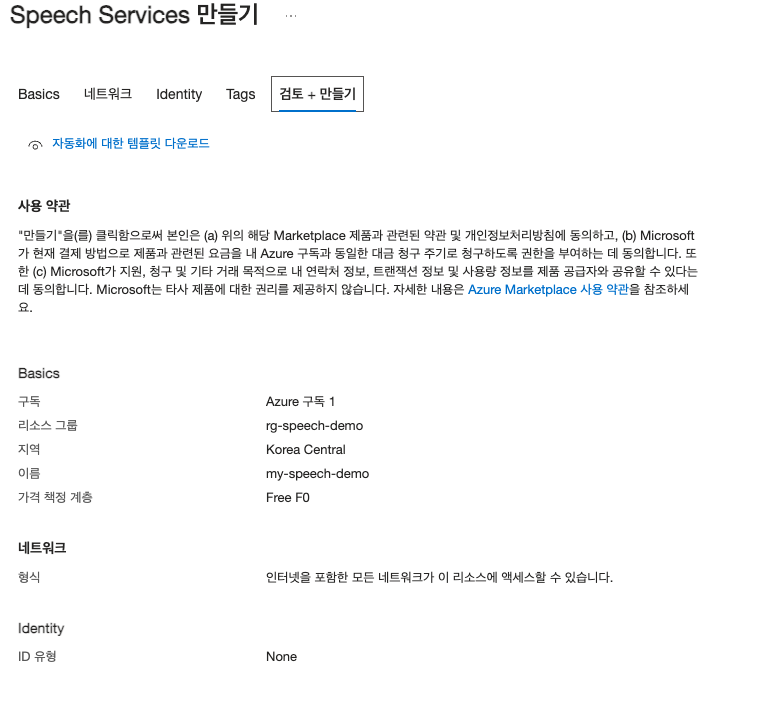 Speech Services 만들기 ...
Basics 네트워크 Identity Tags 검토 + 만들기
자동화에 대한 템플릿 다운로드
사용 약관
"만들기"을(를) 클릭함으로써 본인은 (a) 위의 해당 Marketplace 제품과 관련된 약관 및 개인정보처리방침에 동의하고, (b) Microsoft
가 현재 결제 방법으로 제품과 관련된 요금을 내 Azure 구독과 동일한 대금 청구 주기로 청구하도록 권한을 부여하는 데 동의합니다. 또
한 (c) Microsoft가 지원, 청구 및 기타 거래 목적으로 내 연락처 정보, 트랜잭션 정보 및 사용량 정보를 제품 공급자와 공유할 수 있다는
데 동의합니다. Microsoft는 타사 제품에 대한 권리를 제공하지 않습니다. 자세한 내용은 Azure Marketplace 사용 약관을 참조하세
요.
Basics
구독 Azure 구독 1
리소스 그룹 rg-speech-demo
지역 Korea Central
이름 my-speech-demo
가격 책정 계층 Free F0
네트워크
형식 인터넷을 포함한 모든 네트워크가 이 리소스에 액세스할 수 있습니다.
Identity
ID 유형 None